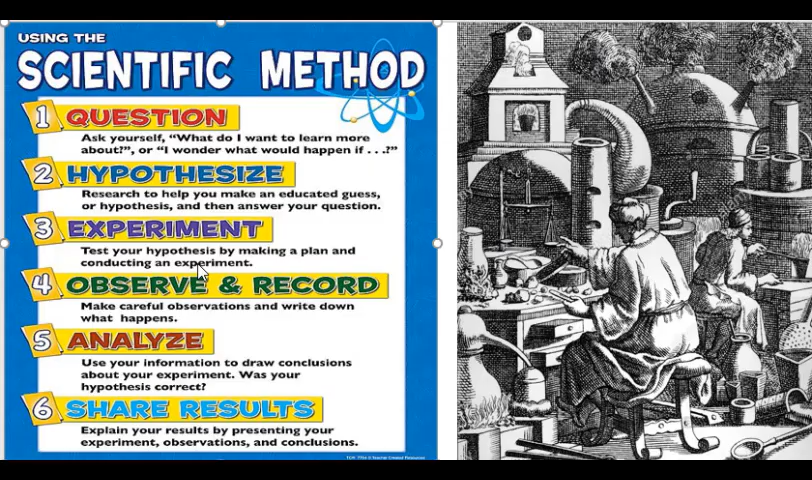 USING THE
SCIENTIFIC METHOD
1 QUESTION
Ask yourself, "What do I want to learn more
about?", or "I wonder what would happen if . . .?"
2 HYPOTHESIZE
Research to help you make an educated guess,
or hypothesis, and then answer your question.
3 EXPERIMENT
Test your hypothesis by making a plan and
conducting an experiment.
4 OBSERVE & RECORD
Make careful observations and write down
what happens.
5 ANALYZE
Use your information to draw conclusions
about your experiment. Was your
hypothesis correct?
6 SHARE RESULTS
Explain your results by presenting your
experiment, observations, and conclusions.